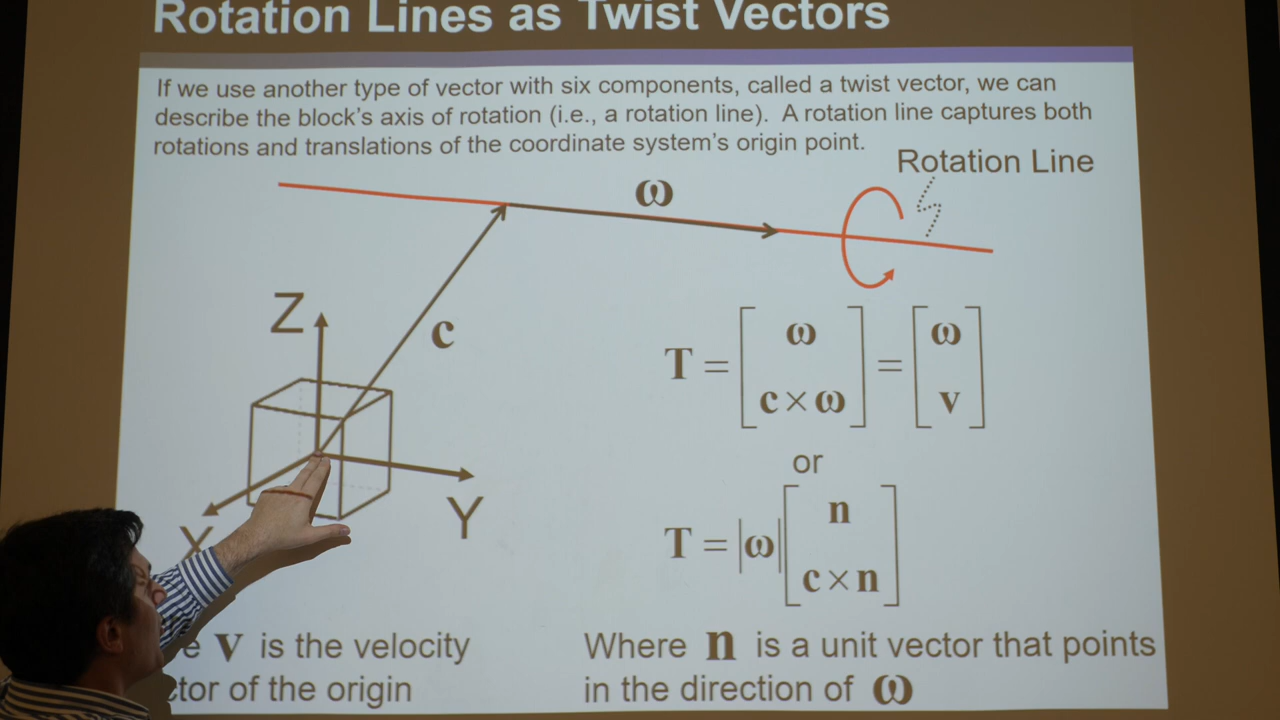 Rotation Lines as Twist Vectors
If we use another type of vector with six components, called a twist vector, we can
describe the block's axis of rotation (i.e., a rotation line). A rotation line captures both
rotations and translations of the coordinate system's origin point.
Rotation Line
ω
Z
c
T = [ ω c × ω ] = [ ω v ]
or
Y
X
T = |ω| [ n c × n ]
v is the velocity
of the origin
Where n is a unit vector that points
in the direction of ω